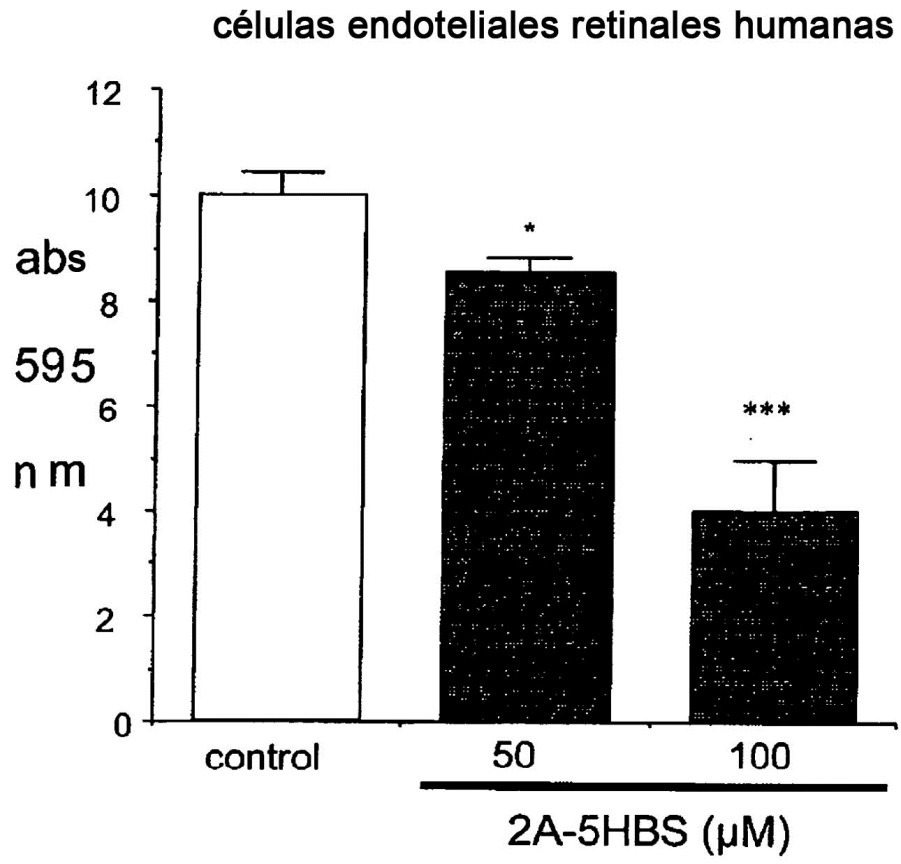 células endoteliales retinales humanas
12
10
abs
8
595
6
nm
4
2
0
*
***
control 50 100
2A-5HBS (µM)